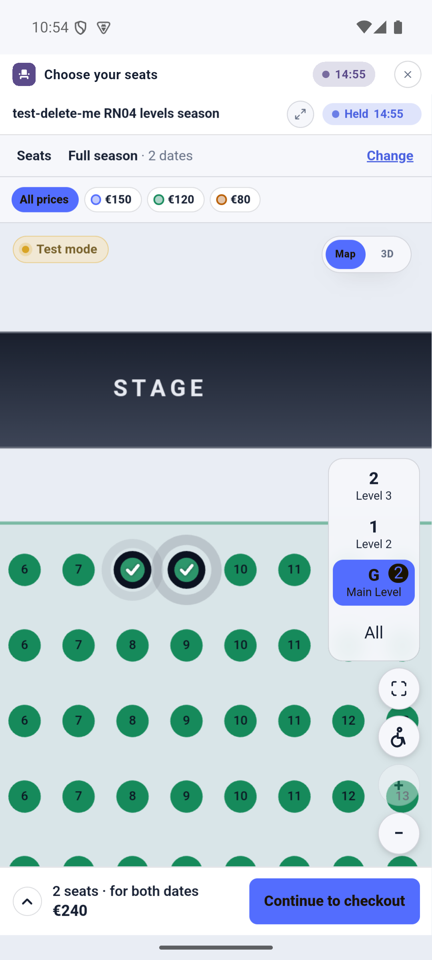 10:54
Choose your seats
14:55
test-delete-me RN04 levels season
Held 14:55
Seats Full season · 2 dates
Change
All prices
€150
€120
€80
Test mode
Map
3D
STAGE
2
Level 3
1
Level 2
G 2
Main Level
All
6 7 10 11
6 7 8 9 10 11
6 7 8 9 10 11 12
6 7 8 9 10 11 12 13
+
-
2 seats · for both dates
€240
Continue to checkout